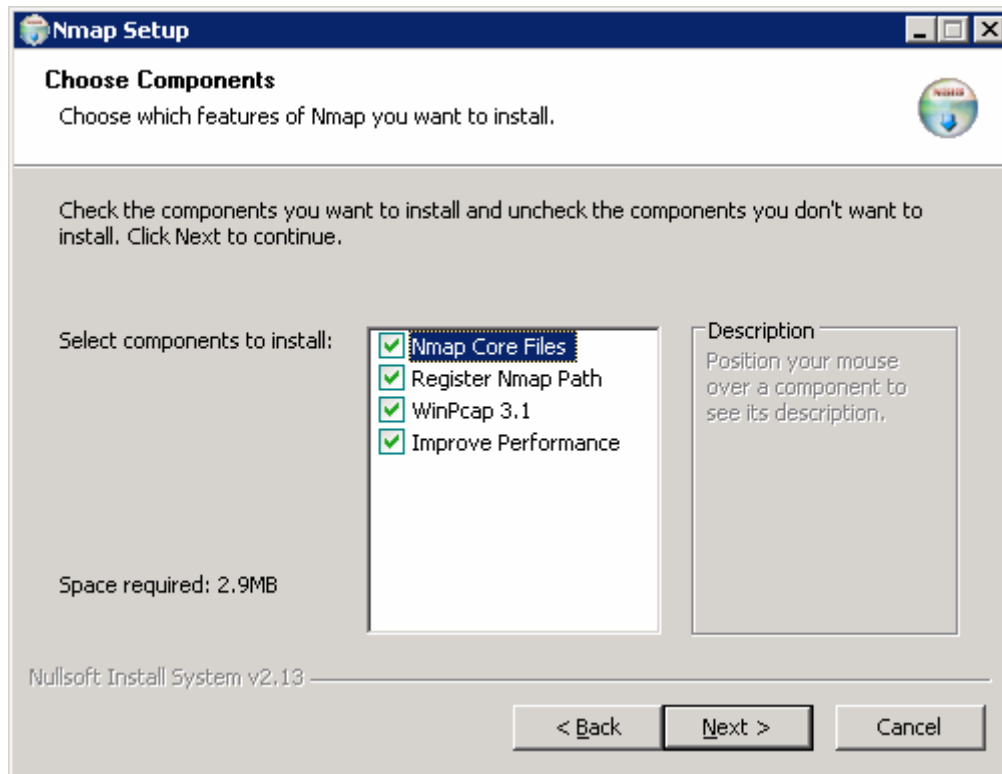 Nmap Setup
Choose Components
Choose which features of Nmap you want to install.
Check the components you want to install and uncheck the components you don't want to
install. Click Next to continue.
Select components to install:
Nmap Core Files
Register Nmap Path
WinPcap 3.1
Improve Performance
Description
Position your mouse
over a component to
see its description.
Space required: 2.9MB
Nullsoft Install System v2.13
< Back
Next >
Cancel